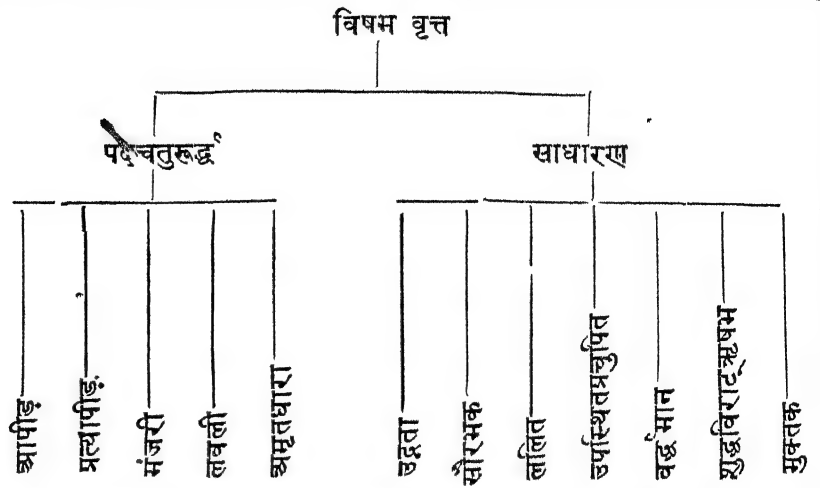 विषम वृत्त
पदचतुरूर्द्ध
साधारण
आपीड़
प्रत्यापीड़
मंजरी
लवली
अमृतधारा
उद्गता
सौरभक
ललित
उपस्थितप्रचुपित
वर्द्धमान
शुद्धविराट्ऋषभ
मुक्तक